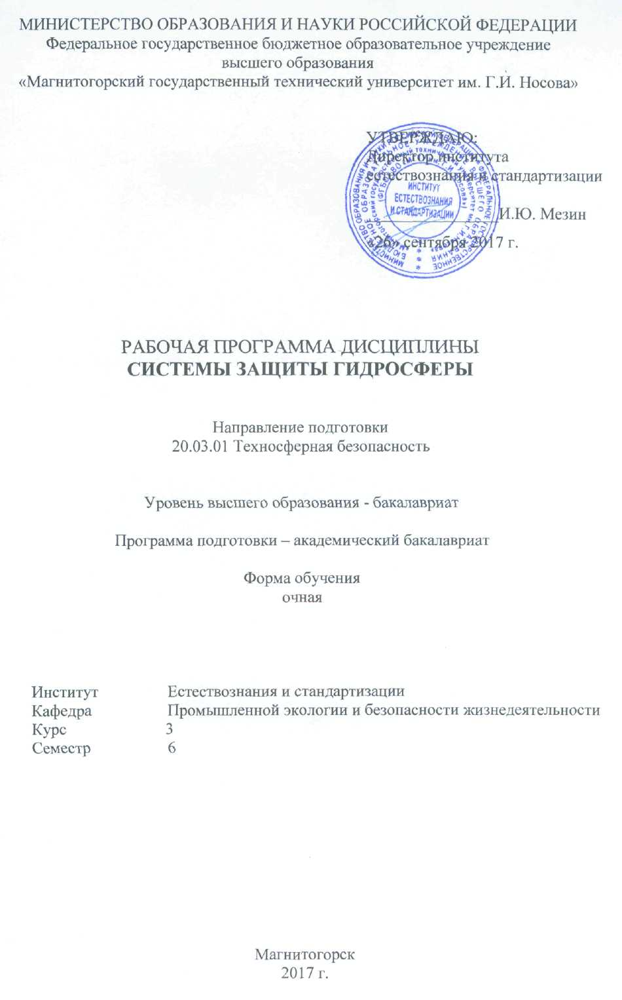 МИНИСТЕРСТВО ОБРАЗОВАНИЯ И НАУКИ РОССИЙСКОЙ ФЕДЕРАЦИИ
Федеральное государственное бюджетное образовательное учреждение
высшего образования
«Магнитогорский государственный технический университет им. Г.И. Носова»
УТВЕРЖДАЮ:
Директор института
естествознания и стандартизации
И.Ю. Мезин
«26» сентября 2017 г.
ИНСТИТУТ
ЕСТЕСТВОЗНАНИЯ
И СТАНДАРТИЗАЦИИ
РАБОЧАЯ ПРОГРАММА ДИСЦИПЛИНЫ
СИСТЕМЫ ЗАЩИТЫ ГИДРОСФЕРЫ
Направление подготовки
20.03.01 Техносферная безопасность
Уровень высшего образования - бакалавриат
Программа подготовки – академический бакалавриат
Форма обучения
очная
Институт Естествознания и стандартизации
Кафедра Промышленной экологии и безопасности жизнедеятельности
Курс 3
Семестр 6
Магнитогорск
2017 г.